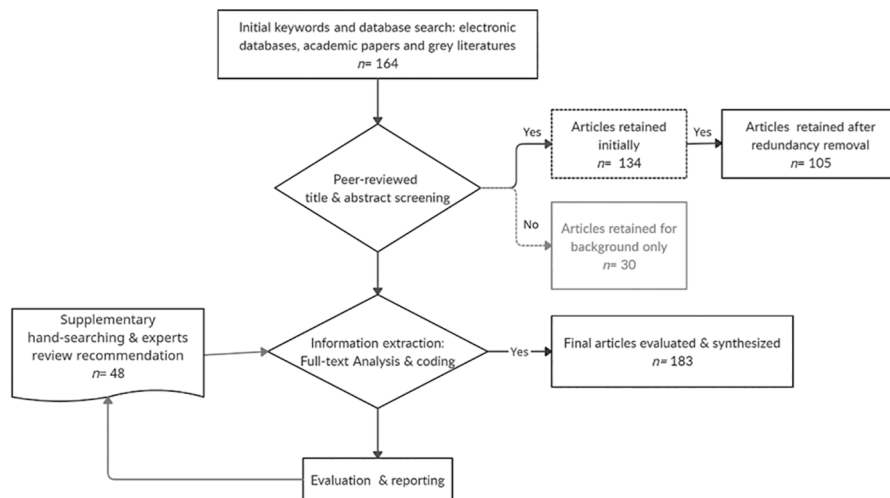 Initial keywords and database search: electronic
databases, academic papers and grey literatures
n= 164
Peer-reviewed
title & abstract screening
Yes
Articles retained
initially
n= 134
Yes
Articles retained after
redundancy removal
n= 105
No
Articles retained for
background only
n= 30
Supplementary
hand-searching & experts
review recommendation
n= 48
Information extraction:
Full-text Analysis & coding
Yes
Final articles evaluated & synthesized
n= 183
Evaluation & reporting